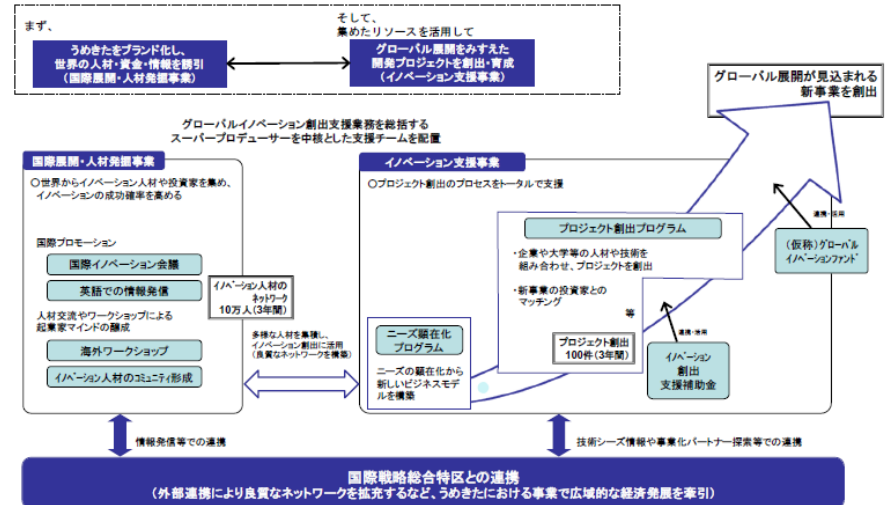 まず、
うめきたをブランド化し、
世界の人材・資金・情報を誘引
(国際展開・人材発掘事業)
そして、
集めたリソースを活用して
グローバル展開をみすえた
開発プロジェクトを創出・育成
(イノベーション支援事業)
グローバル展開が見込まれる
新事業を創出
グローバルイノベーション創出支援業務を総括する
スーパープロデューサーを中核とした支援チームを配置
国際展開・人材発掘事業
○世界からイノベーション人材や投資家を集め、
イノベーションの成功確率を高める
国際プロモーション
国際イノベーション会議
英語での情報発信
人材交流やワークショップによる
起業家マインドの醸成
海外ワークショップ
イノベーション人材のコミュニティ形成
イノベーション人材の
ネットワーク
10万人(3年間)
多様な人材を集積し、
イノベーション創出に活用
(良質なネットワークを構築)
イノベーション支援事業
○プロジェクト創出のプロセスをトータルで支援
プロジェクト創出プログラム
・企業や大学等の人材や技術を
組み合わせ、プロジェクトを創出
・新事業の投資家との
マッチング
等
プロジェクト創出
100件(3年間)
ニーズ顕在化
プログラム
ニーズの顕在化から
新しいビジネスモデ
ルを構築
連携・活用
イノベーション
創出
支援補助金
連携・活用
(仮称)グローバル
イノベーションファンド
情報発信等での連携
技術シーズ情報や事業化パートナー探索等での連携
国際戦略総合特区との連携
(外部連携により良質なネットワークを拡充するなど、うめきたにおける事業で広域的な経済発展を牽引)